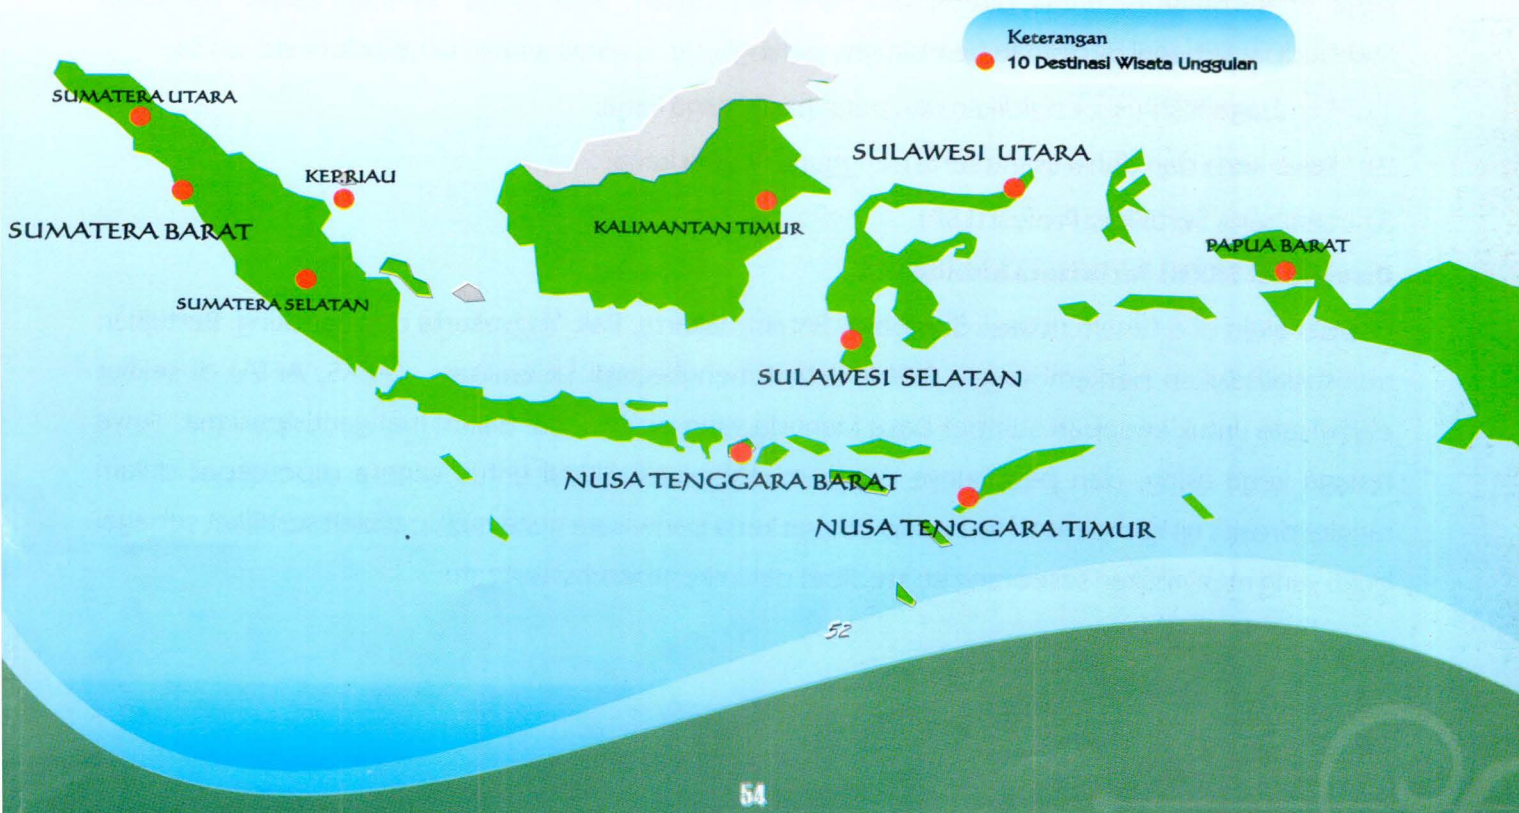 Keterangan
10 Destinasi Wisata Unggulan
SUMATERA UTARA
KEPRIAU
SUMATERA BARAT
SUMATERA SELATAN
KALIMANTAN TIMUR
SULAWESI UTARA
PAPUA BARAT
SULAWESI SELATAN
NUSA TENGGARA BARAT
NUSA TENGGARA TIMUR
52
54